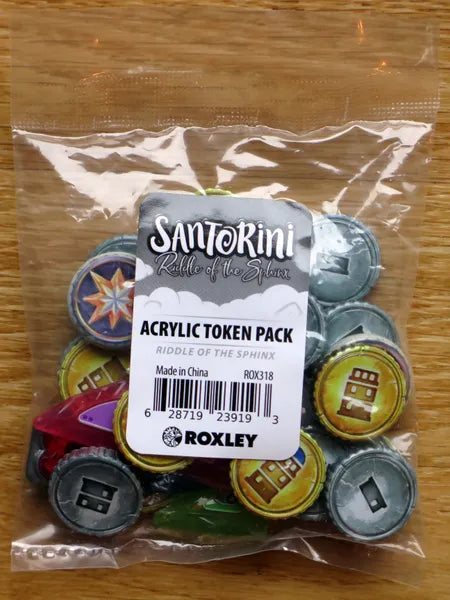 SANTORINI
Riddle of the Sphinx
ACRYLIC TOKEN PACK
RIDDLE OF THE SPHINX
Made in China ROX318
6 28719 23919 3
ROXLEY